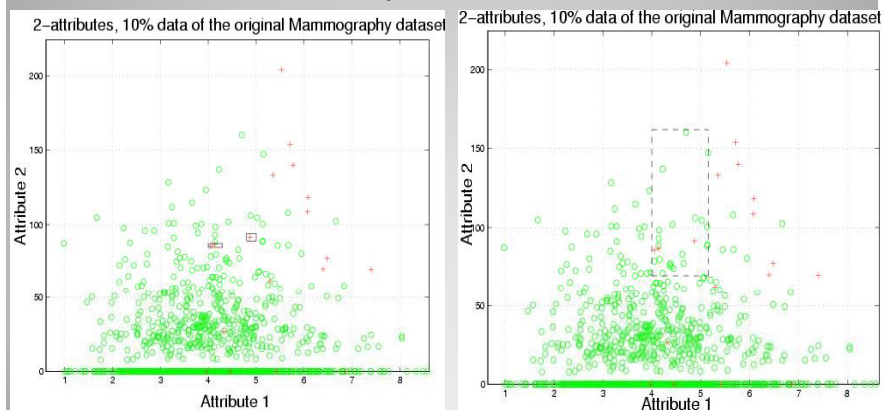 2-attributes, 10% data of the original Mammography dataset
200
150
100
50
0
1 2 3 4 5 6 7 8
Attribute 2
Attribute 1
2-attributes, 10% data of the original Mammography dataset
200
150
100
50
0
1 2 3 4 5 6 7 8
Attribute 2
Attribute 1